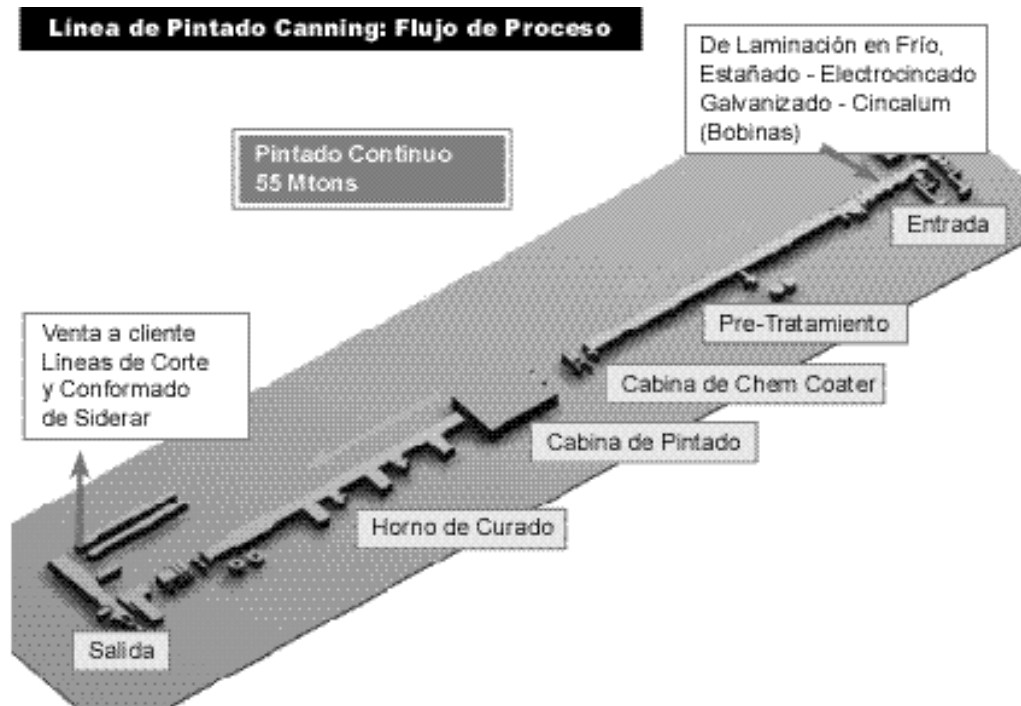 Línea de Pintado Canning: Flujo de Proceso
De Laminación en Frío,
Estañado - Electrocincado
Galvanizado - Cincalum
(Bobinas)
Pintado Continuo
55 Mtons
Entrada
Pre-Tratamiento
Cabina de Chem Coater
Cabina de Pintado
Horno de Curado
Venta a cliente
Líneas de Corte
y Conformado
de Siderar
Salida